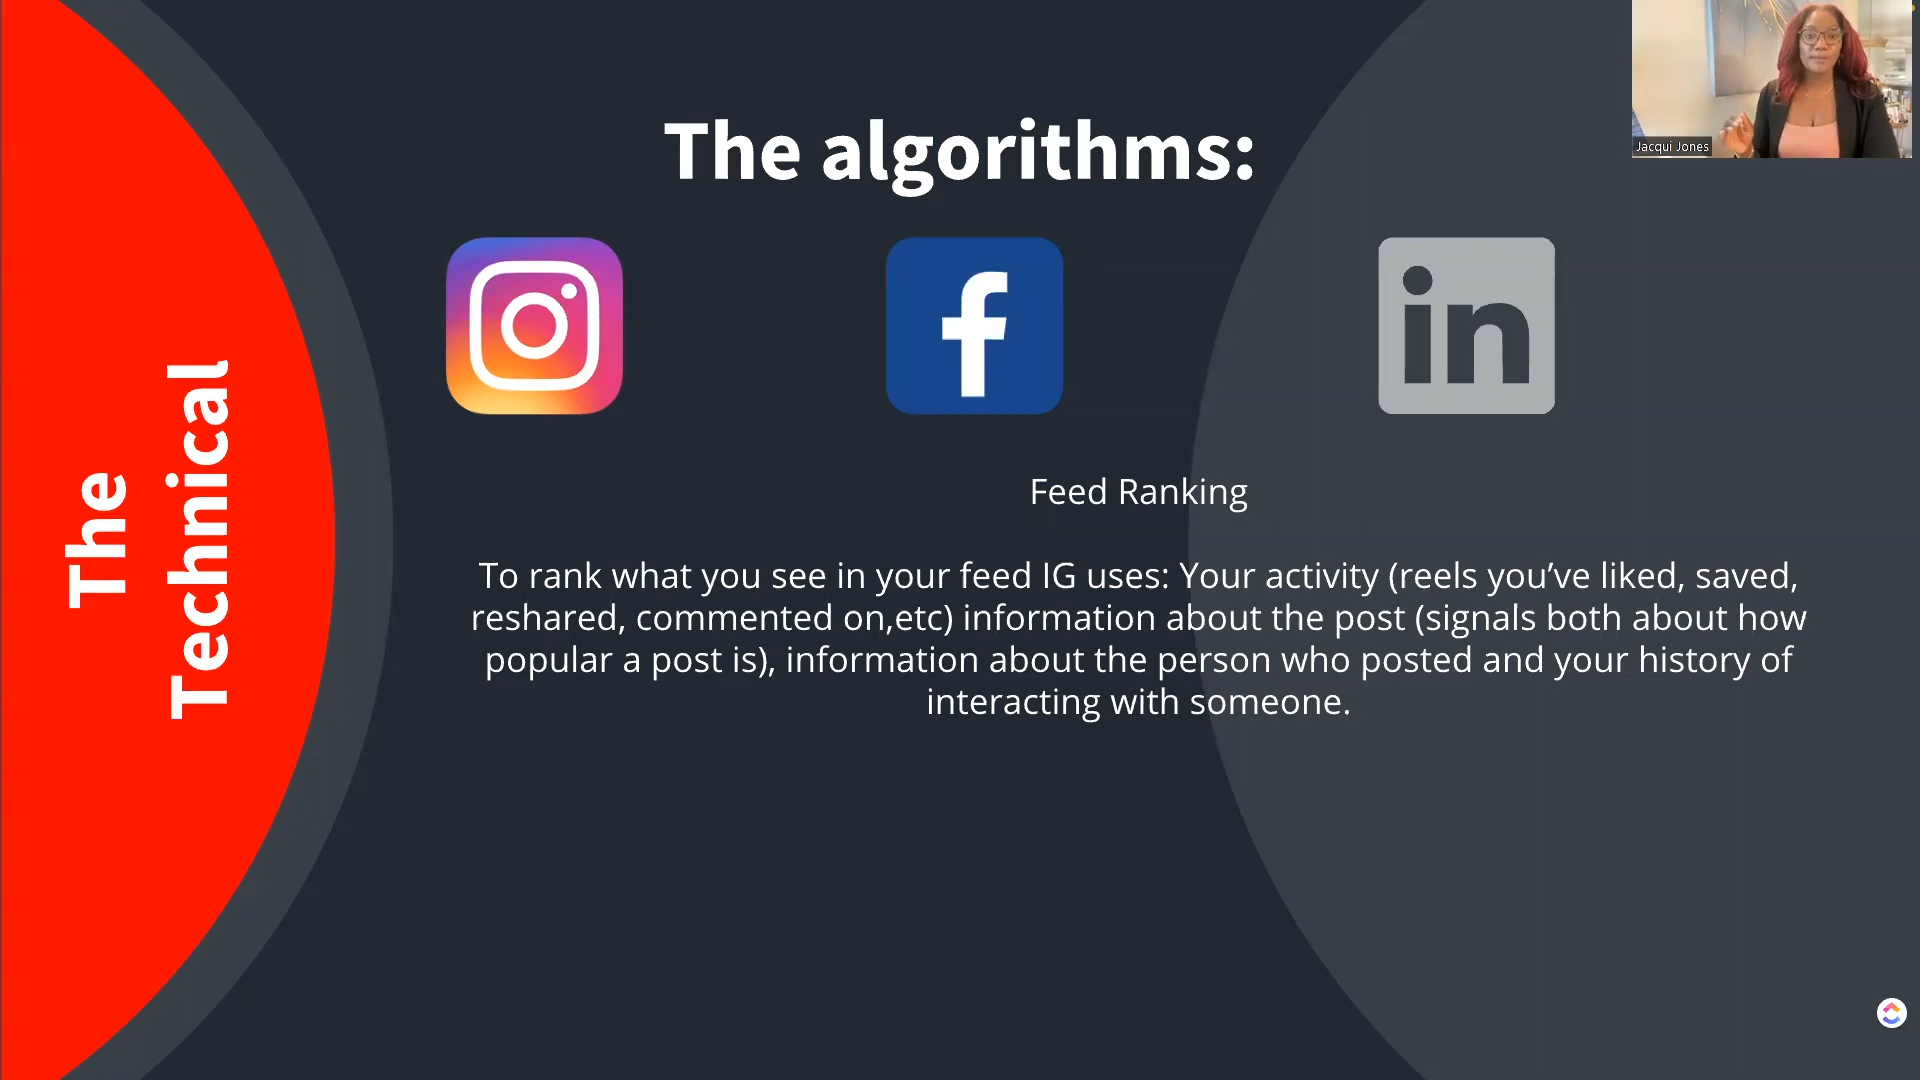 The algorithms:
Jacqui Jones
The
Technical
f
in
Feed Ranking
To rank what you see in your feed IG uses: Your activity (reels you’ve liked, saved,
reshared, commented on,etc) information about the post (signals both about how
popular a post is), information about the person who posted and your history of
interacting with someone.